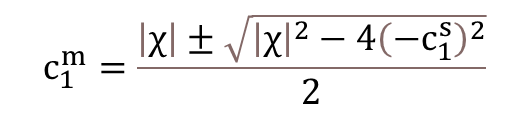 c₁ᵐ = (|χ| ± √(|χ|² − 4(−c₁ˢ)²)) / 2